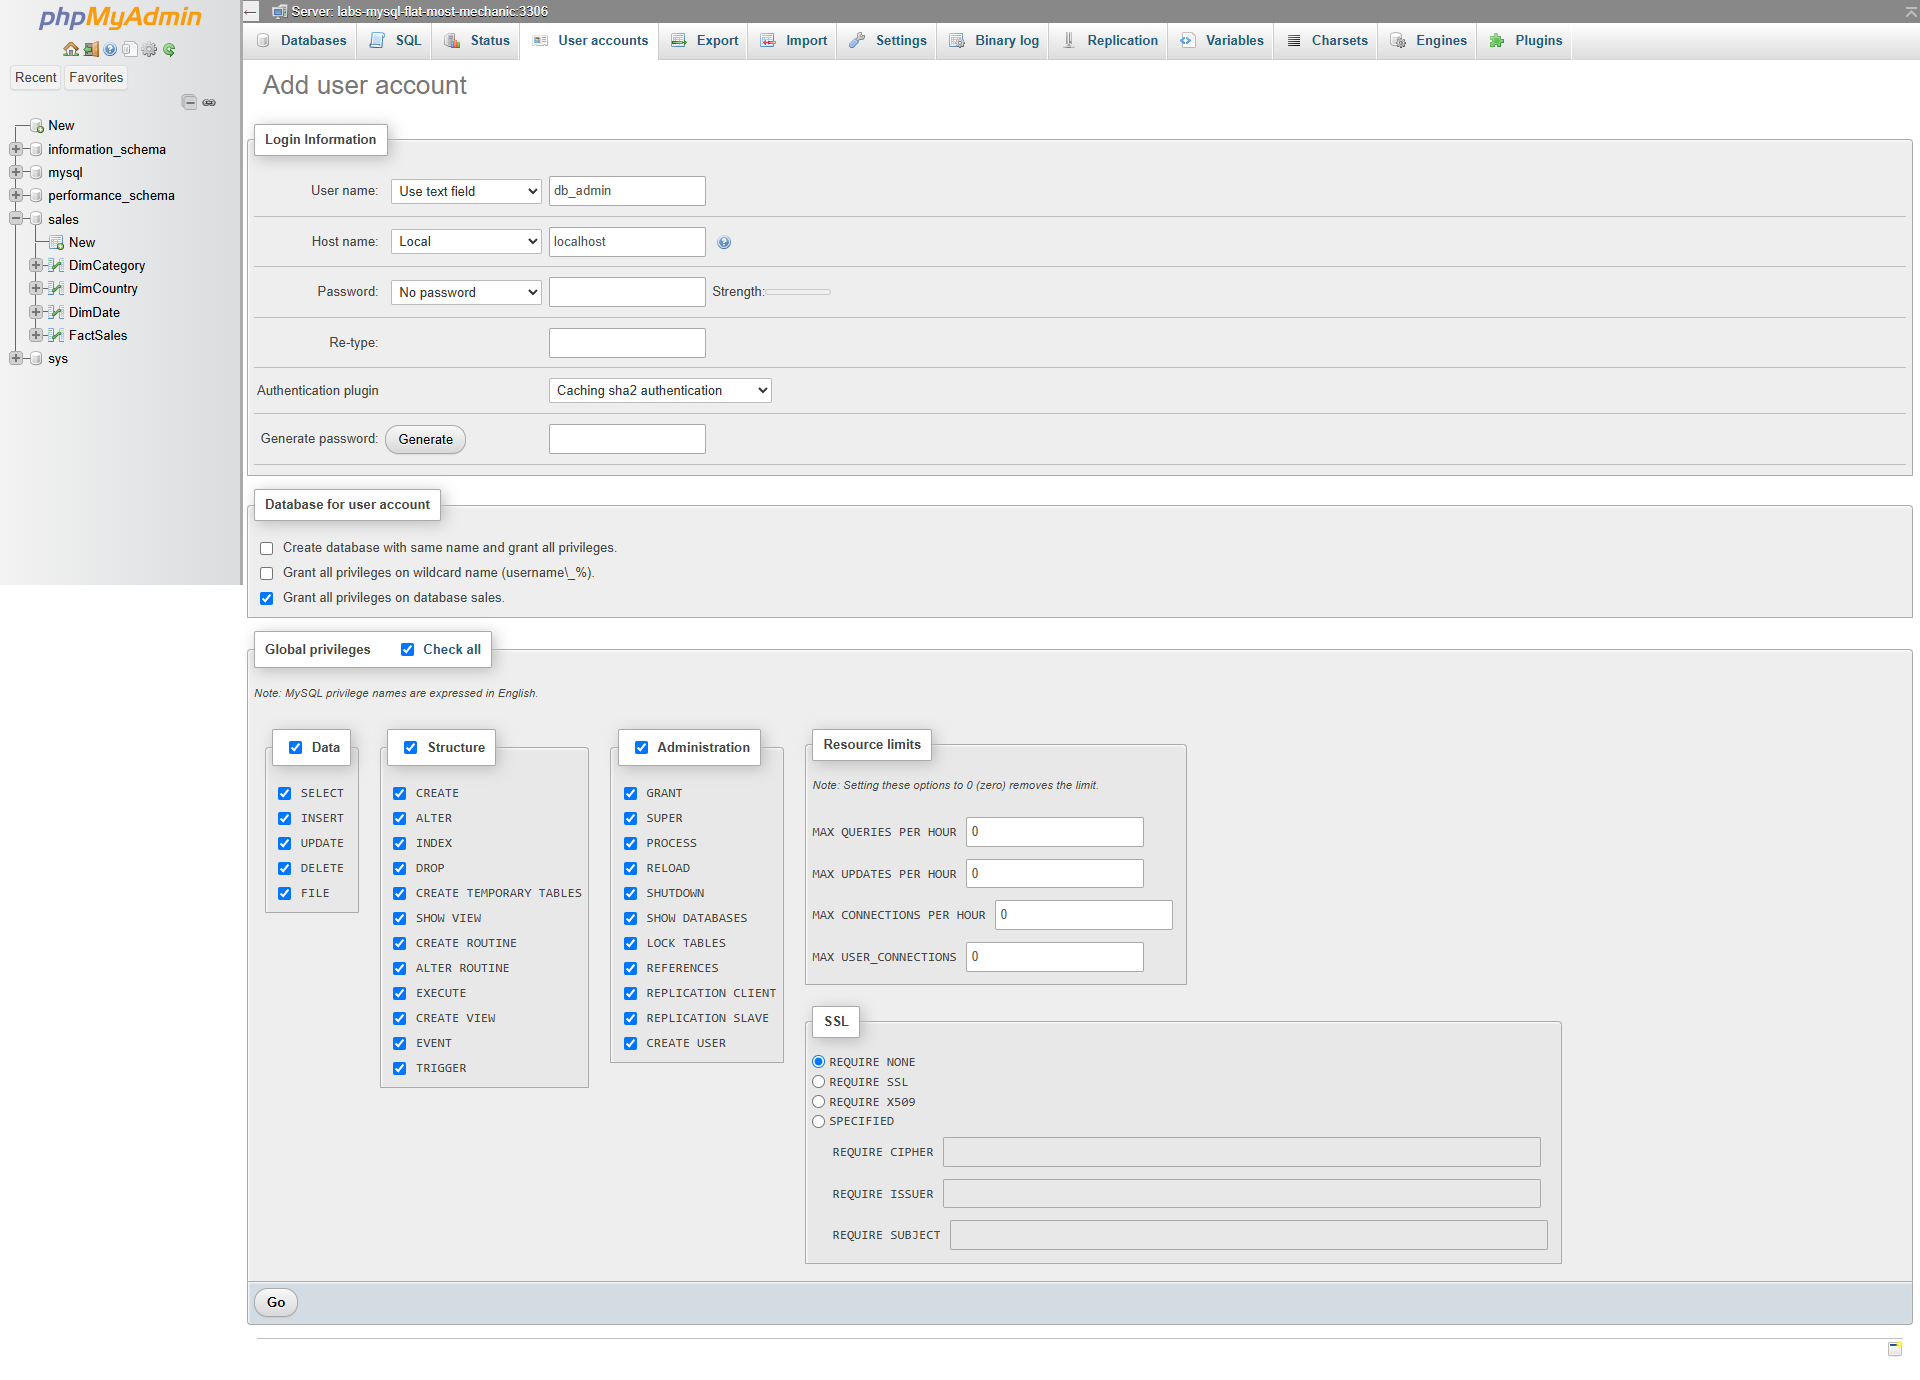 phpMyAdmin
Recent
Favorites
New
information_schema
mysql
performance_schema
sales
New
DimCategory
DimCountry
DimDate
FactSales
sys
Server: labs-mysql-flat-most-mechanic:3306
Databases
SQL
Status
User accounts
Export
Import
Settings
Binary log
Replication
Variables
Charsets
Engines
Plugins
Add user account
Login Information
User name: Use text field db_admin
Host name: Local localhost
Password: No password Strength:
Re-type:
Authentication plugin Caching sha2 authentication
Generate password: Generate
Database for user account
Create database with same name and grant all privileges.
Grant all privileges on wildcard name (username\_%).
Grant all privileges on database sales.
Global privileges Check all
Note: MySQL privilege names are expressed in English.
Data
SELECT
INSERT
UPDATE
DELETE
FILE
Structure
CREATE
ALTER
INDEX
DROP
CREATE TEMPORARY TABLES
SHOW VIEW
CREATE ROUTINE
ALTER ROUTINE
EXECUTE
CREATE VIEW
EVENT
TRIGGER
Administration
GRANT
SUPER
PROCESS
RELOAD
SHUTDOWN
SHOW DATABASES
LOCK TABLES
REFERENCES
REPLICATION CLIENT
REPLICATION SLAVE
CREATE USER
Resource limits
Note: Setting these options to 0 (zero) removes the limit.
MAX QUERIES PER HOUR 0
MAX UPDATES PER HOUR 0
MAX CONNECTIONS PER HOUR 0
MAX USER_CONNECTIONS 0
SSL
REQUIRE NONE
REQUIRE SSL
REQUIRE X509
SPECIFIED
REQUIRE CIPHER
REQUIRE ISSUER
REQUIRE SUBJECT
Go